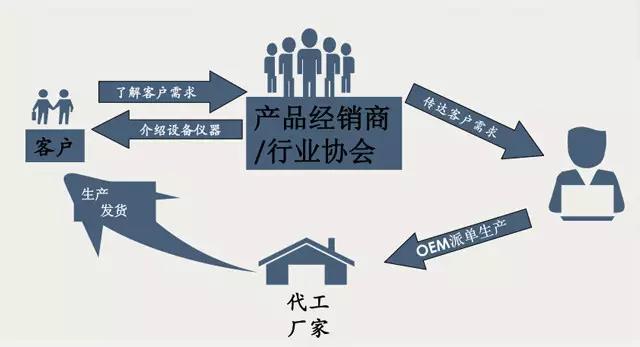 了解客户需求
介绍设备仪器
客户
产品经销商
/行业协会
传达客户需求
OEM派单生产
生产
发货
代工
厂家